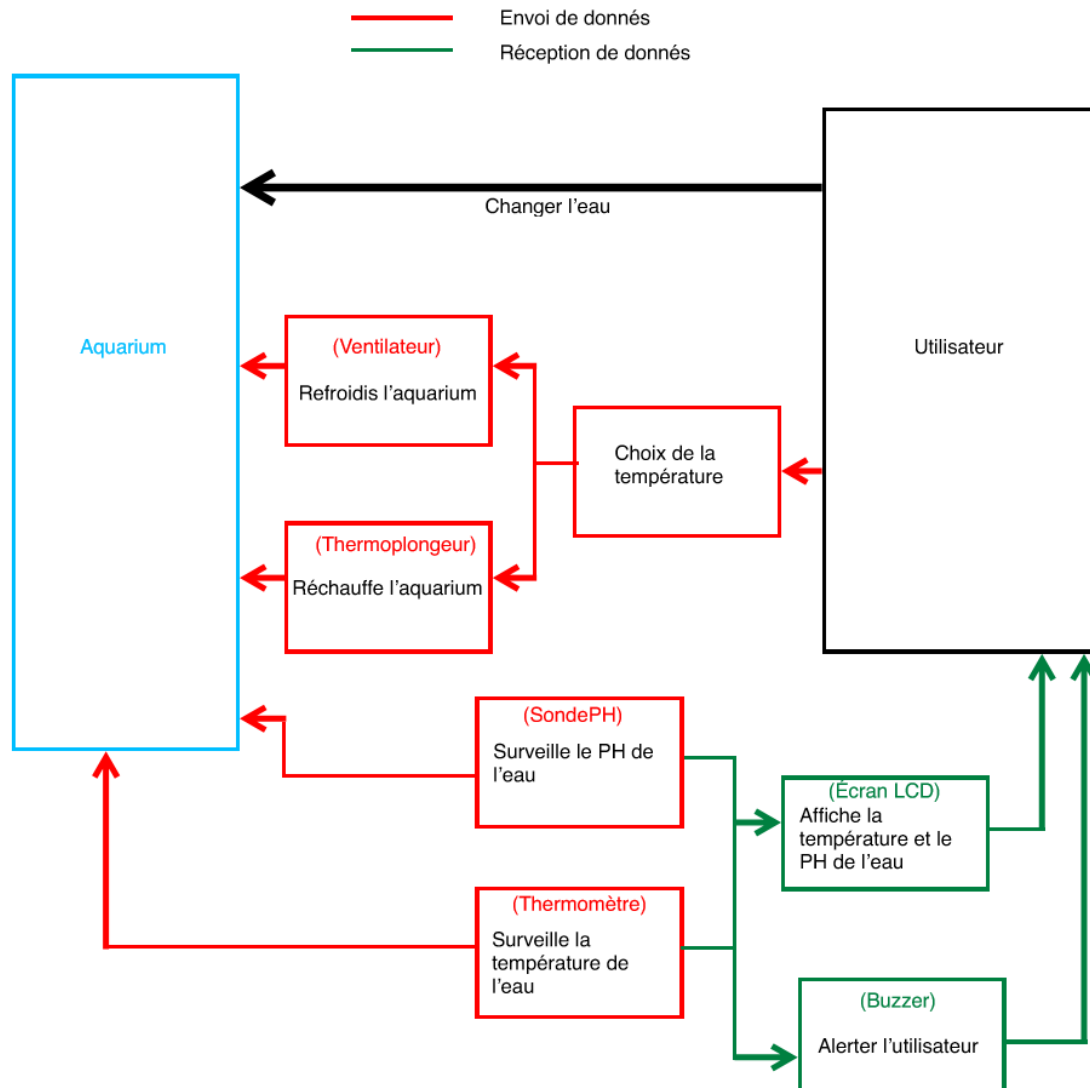 Envoi de donnés
Réception de donnés
Changer l'eau
Aquarium
Utilisateur
(Ventilateur)
Refroidis l'aquarium
Choix de la
température
(Thermoplongeur)
Réchauffe l'aquarium
(SondePH)
Surveille le PH de
l'eau
(Écran LCD)
Affiche la
température et le
PH de l'eau
(Thermomètre)
Surveille la
température de
l'eau
(Buzzer)
Alerter l'utilisateur